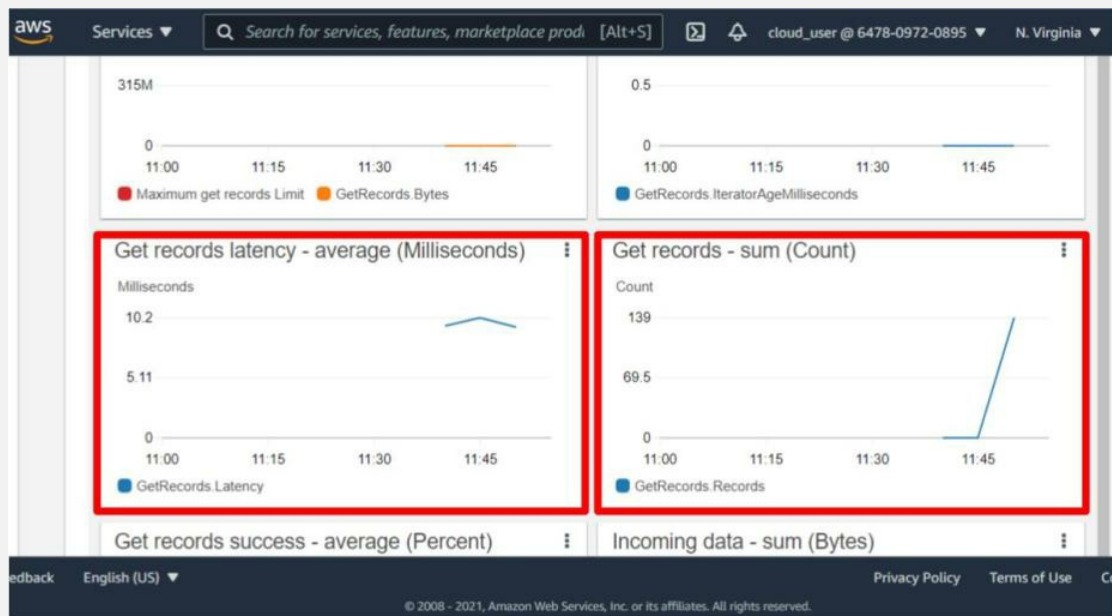 aws Services ▼ Search for services, features, marketplace produ [Alt+S] cloud_user @ 6478-0972-0895 ▼ N. Virginia ▼
315M
0
11:00 11:15 11:30 11:45
Maximum get records Limit GetRecords.Bytes
0.5
0
11:00 11:15 11:30 11:45
GetRecords.IteratorAgeMilliseconds
Get records latency - average (Milliseconds)
Milliseconds
10.2
5.11
0
11:00 11:15 11:30 11:45
GetRecords.Latency
Get records - sum (Count)
Count
139
69.5
0
11:00 11:15 11:30 11:45
GetRecords.Records
Get records success - average (Percent)
Incoming data - sum (Bytes)
edback English (US) ▼ Privacy Policy Terms of Use
© 2008 - 2021, Amazon Web Services, Inc. or its affiliates. All rights reserved.